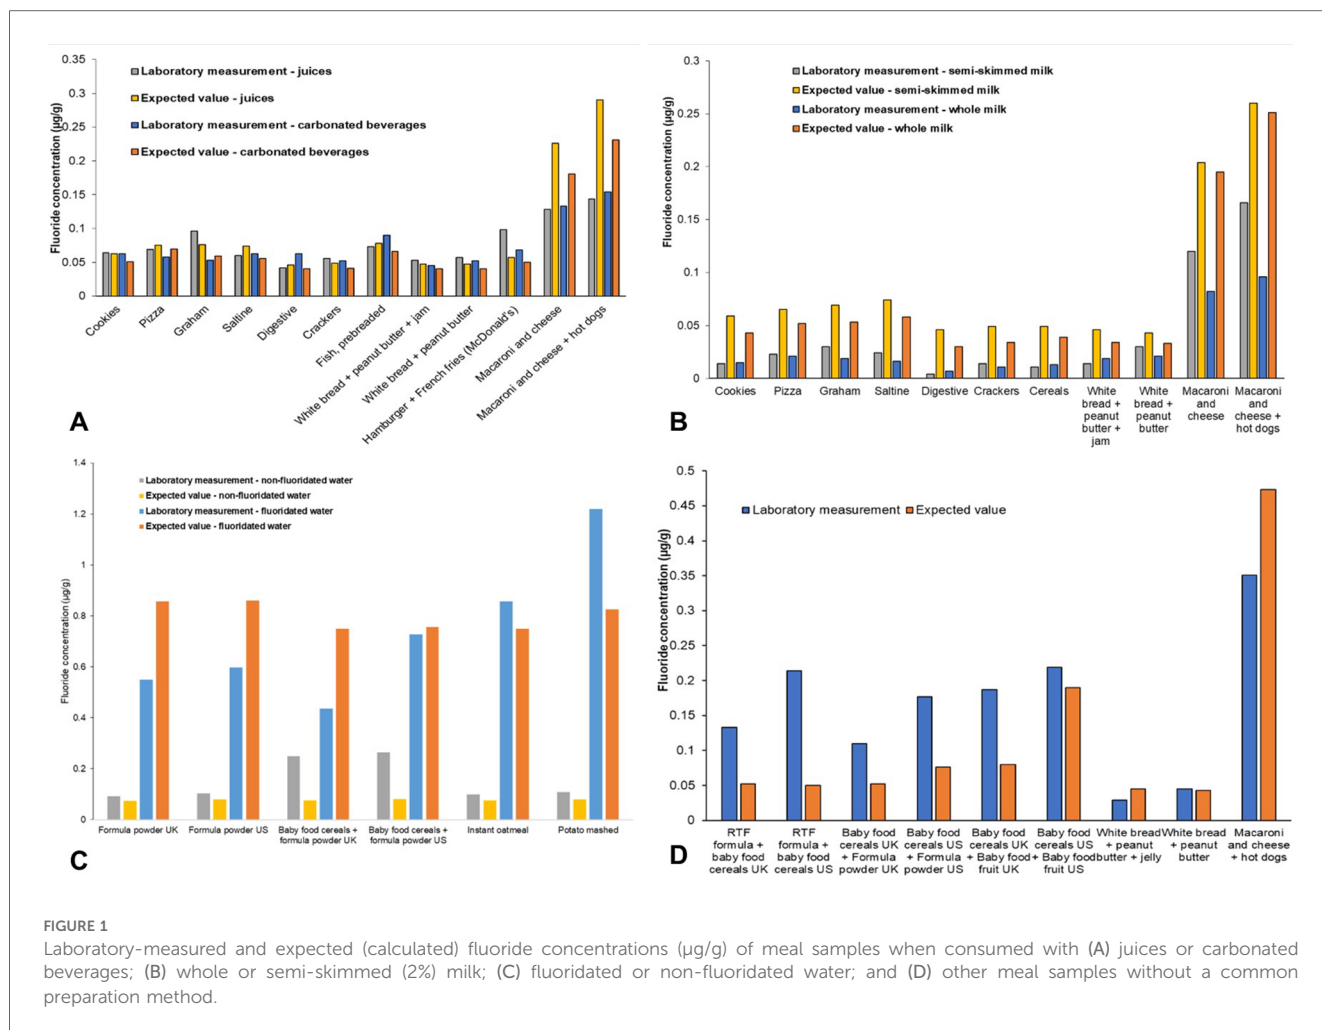 0.35
0.3
0.25
0.2
0.15
0.1
0.05
0
Fluoride concentration (µg/g)
Laboratory measurement - juices
Expected value - juices
Laboratory measurement - carbonated beverages
Expected value - carbonated beverages
Cookies
Pizza
Graham
Saltine
Digestive
Crackers
Fish, prebreaded
White bread + peanut butter + jam
White bread + peanut butter
Hamburger + French fries (McDonald's)
Macaroni and cheese
Macaroni and cheese + hot dogs
A
0.3
0.25
0.2
0.15
0.1
0.05
0
Fluoride concentration (µg/g)
Laboratory measurement - semi-skimmed milk
Expected value - semi-skimmed milk
Laboratory measurement - whole milk
Expected value - whole milk
Cookies
Pizza
Graham
Saltine
Digestive
Crackers
Cereals
White
bread +
peanut
butter +
jam
White
bread +
peanut
butter
Macaroni
and
cheese
Macaroni
and
cheese +
hot dogs
B
1.4
1.2
1
0.8
0.6
0.4
0.2
0
Fluoride concentration (µg/g)
Laboratory measurement - non-fluoridated water
Expected value - non-fluoridated water
Laboratory measurement - fluoridated water
Expected value - fluoridated water
Formula powder UK
Formula powder US
Baby food cereals +
formula powder UK
Baby food cereals +
formula powder US
Instant oatmeal
Potato mashed
C
0.5
0.45
0.4
0.35
0.3
0.25
0.2
0.15
0.1
0.05
0
Fluoride concentration (µg/g)
Laboratory measurement
Expected value
RTF
formula +
baby food
cereals UK
RTF
formula +
baby food
cereals US
Baby food
cereals UK
+ Formula
powder UK
Baby food
cereals US
+ Formula
powder US
Baby food
cereals UK
+ Baby food
fruit UK
Baby food
cereals US
+ Baby food
fruit US
White bread
+ peanut
butter + jelly
White bread
+ peanut
butter
Macaroni
and cheese
+ hot dogs
D
FIGURE 1
Laboratory-measured and expected (calculated) fluoride concentrations (µg/g) of meal samples when consumed with (A) juices or carbonated
beverages; (B) whole or semi-skimmed (2%) milk; (C) fluoridated or non-fluoridated water; and (D) other meal samples without a common
preparation method.